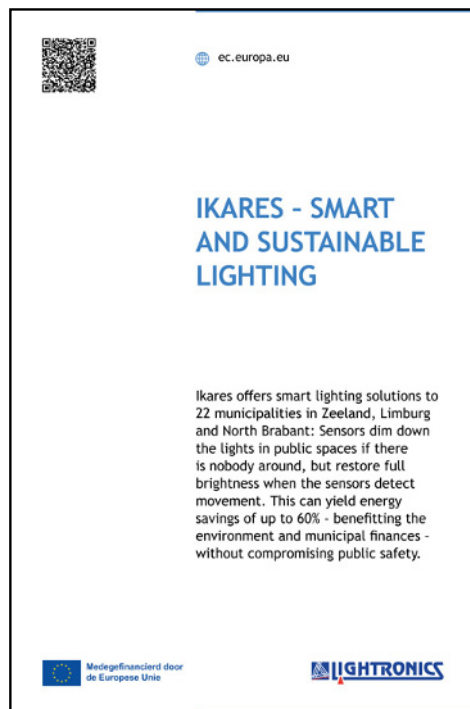 ec.europa.eu
IKARES – SMART
AND SUSTAINABLE
LIGHTING
Ikares offers smart lighting solutions to
22 municipalities in Zeeland, Limburg
and North Brabant: Sensors dim down
the lights in public spaces if there
is nobody around, but restore full
brightness when the sensors detect
movement. This can yield energy
savings of up to 60% - benefitting the
environment and municipal finances -
without compromising public safety.
Medegefinancierd door
de Europese Unie
LIGHTRONICS